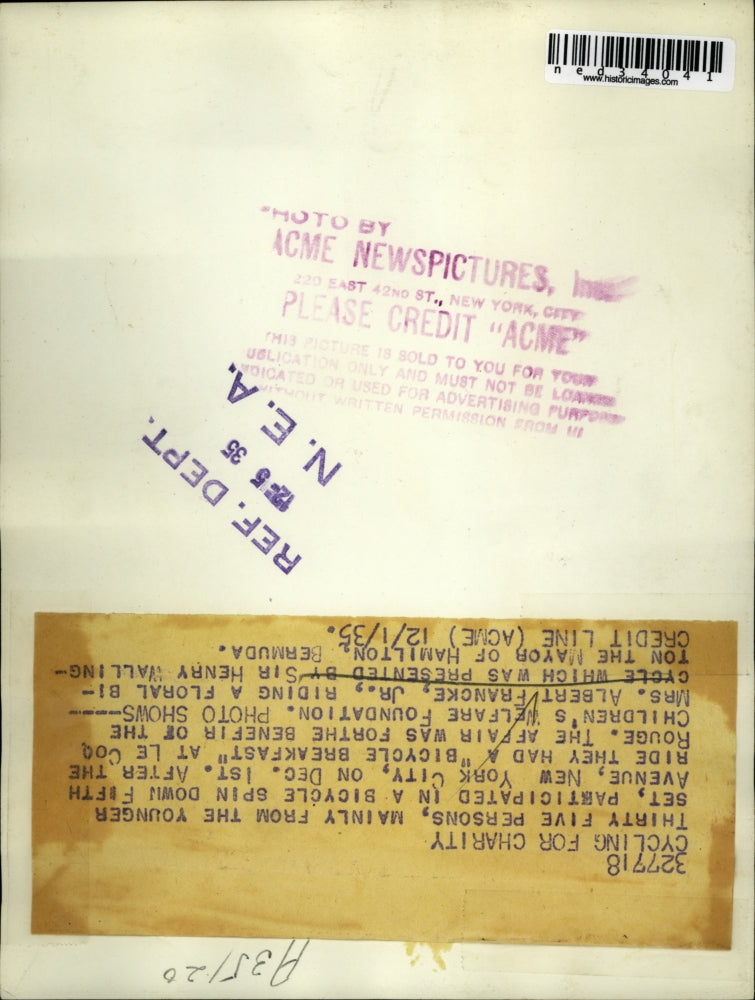 ned34041
www.historicimages.com
PHOTO BY
ACME NEWSPICTURES, Inc.
220 EAST 42ND ST., NEW YORK, CITY
PLEASE CREDIT "ACME"
THIS PICTURE IS SOLD TO YOU FOR YOUR
UBLICATION ONLY AND MUST NOT BE LOANED
NDICATED OR USED FOR ADVERTISING PURPOSES
WITHOUT WRITTEN PERMISSION FROM US
N. E. A.
12-5 35
REF. DEPT.
327718
CYCLING FOR CHARITY
THIRTY FIVE PERSONS, MAINLY FROM THE YOUNGER
SET, PARTICIPATED IN A BICYCLE SPIN DOWN FIFTH
AVENUE, NEW YORK CITY, ON DEC. 1ST. AFTER THE
RIDE THEY HAD A "BICYCLE BREAKFAST" AT LE COQ
ROUGE. THE AFFAIR WAS FORTHE BENEFIR OF THE
CHILDREN'S WELFARE FOUNDATION. PHOTO SHOWS----
MRS. ALBERT FRANCKE, JR., RIDING A FLORAL BI-
CYCLE WHICH WAS PRESENTED BY SIR HENRY WALLING-
TON THE MAYOR OF HAMILTON, BERMUDA.
CREDIT LINE (ACME) 12/1/35.
A35120